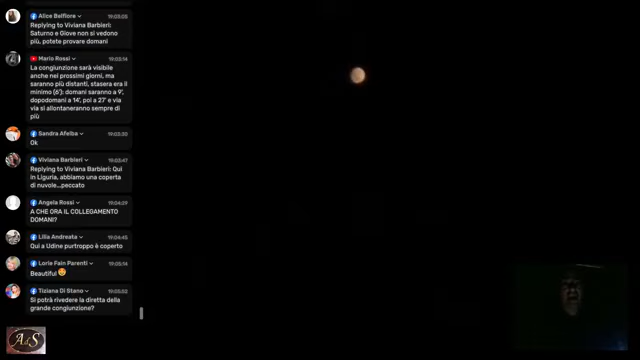 Alice Belfiore 19:03:05
Replying to Viviana Barbieri:
Saturno e Giove non si vedono
più, potete provare domani
Mario Rossi 19:03:14
La congiunzione sarà visibile
anche nei prossimi giorni, ma
saranno più distanti, stasera era il
minimo (6'): domani saranno a 9',
dopodomani a 14', poi a 27' e via
via si allontaneranno sempre di
più
Sandra Afeiba 19:03:30
Ok
Viviana Barbieri 19:03:47
Replying to Viviana Barbieri: Qui
in Liguria, abbiamo una coperta
di nuvole...peccato
Angela Rossi 19:04:29
A CHE ORA IL COLLEGAMENTO
DOMANI?
Lilia Andreata 19:04:45
Qui a Udine purtroppo è coperto
Lorie Fain Parenti 19:05:14
Beautiful 🤩
Tiziana Di Stano 19:05:02
Si potrà rivedere la diretta della
grande congiunzione?
AdS